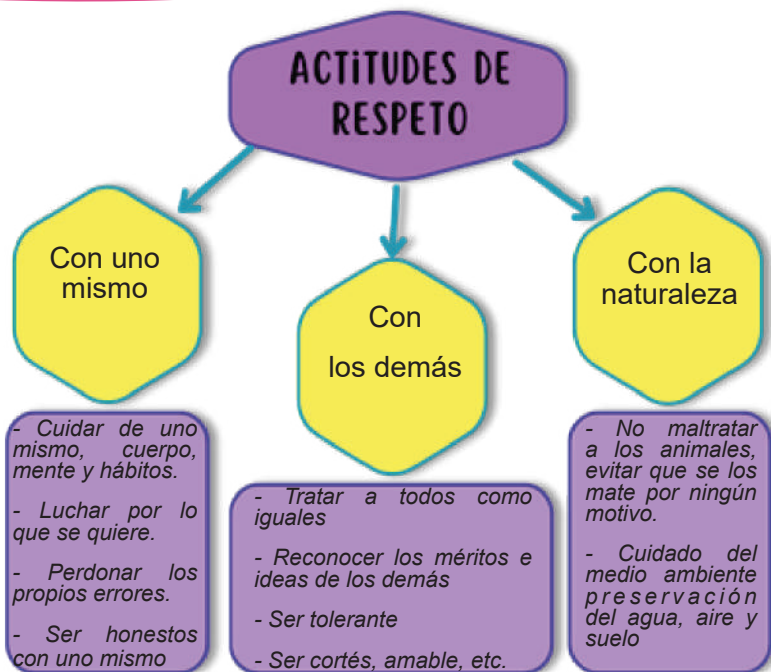 ACTiTUDES DE
RESPETO
Con uno
mismo
Con
los demás
Con la
naturaleza
- Cuidar de uno
mismo, cuerpo,
mente y hábitos.
- Luchar por lo
que se quiere.
- Perdonar los
propios errores.
- Ser honestos
con uno mismo
- Tratar a todos como
iguales
- Reconocer los méritos e
ideas de los demás
- Ser tolerante
- Ser cortés, amable, etc.
- No maltratar
a los animales,
evitar que se los
mate por ningún
motivo.
- Cuidado del
medio ambiente
preservación
del agua, aire y
suelo